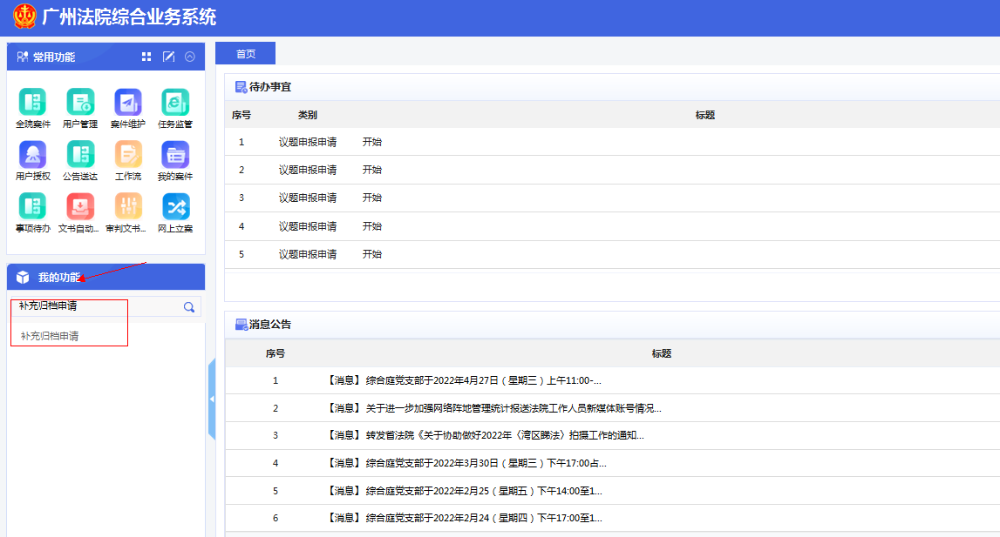 广州法院综合业务系统
常用功能
全院案件 用户管理 案件维护 任务监管
用户授权 公告送达 工作流 我的案件
事项待办 文书自动... 审判文书... 网上立案
我的功能
补充归档申请
补充归档申请
首页
待办事宜
序号 类别 标题
1 议题申报申请 开始
2 议题申报申请 开始
3 议题申报申请 开始
4 议题申报申请 开始
5 议题申报申请 开始
消息公告
序号 标题
1 【消息】 综合庭党支部于2022年4月27日（星期三）上午11:00-...
2 【消息】 关于进一步加强网络阵地管理统计报送法院工作人员新媒体账号情况...
3 【消息】 转发省法院《关于协助做好2022年〈湾区睇法〉拍摄工作的通知...
4 【消息】 综合庭党支部于2022年3月30日（星期三）下午17:00占...
5 【消息】 综合庭党支部于2022年2月25（星期五）下午14:00至1...
6 【消息】 综合庭党支部于2022年2月24（星期四）下午17:00至1...